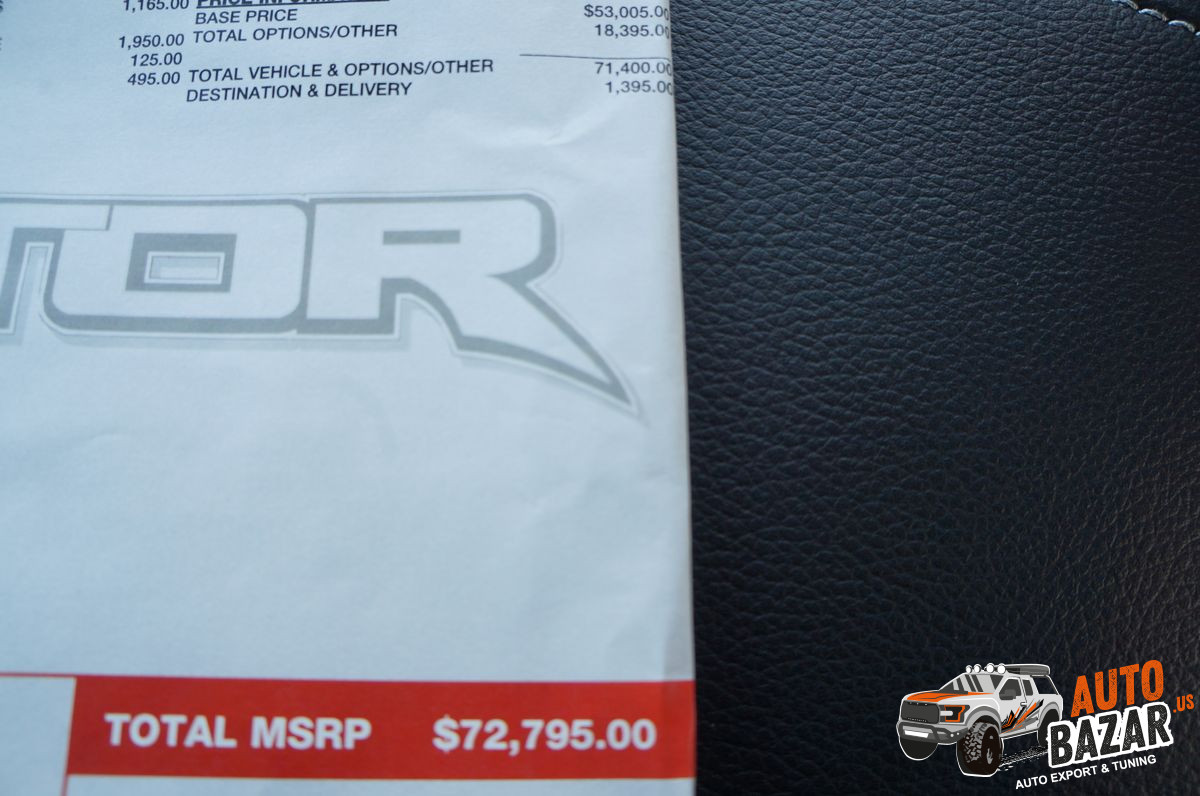 1,165.00
BASE PRICE $53,005.00
1,950.00 TOTAL OPTIONS/OTHER 18,395.00
125.00
495.00 TOTAL VEHICLE & OPTIONS/OTHER 71,400.00
DESTINATION & DELIVERY 1,395.00
TOR
TOTAL MSRP $72,795.00
AUTO
BAZAR.US
AUTO EXPORT & TUNING